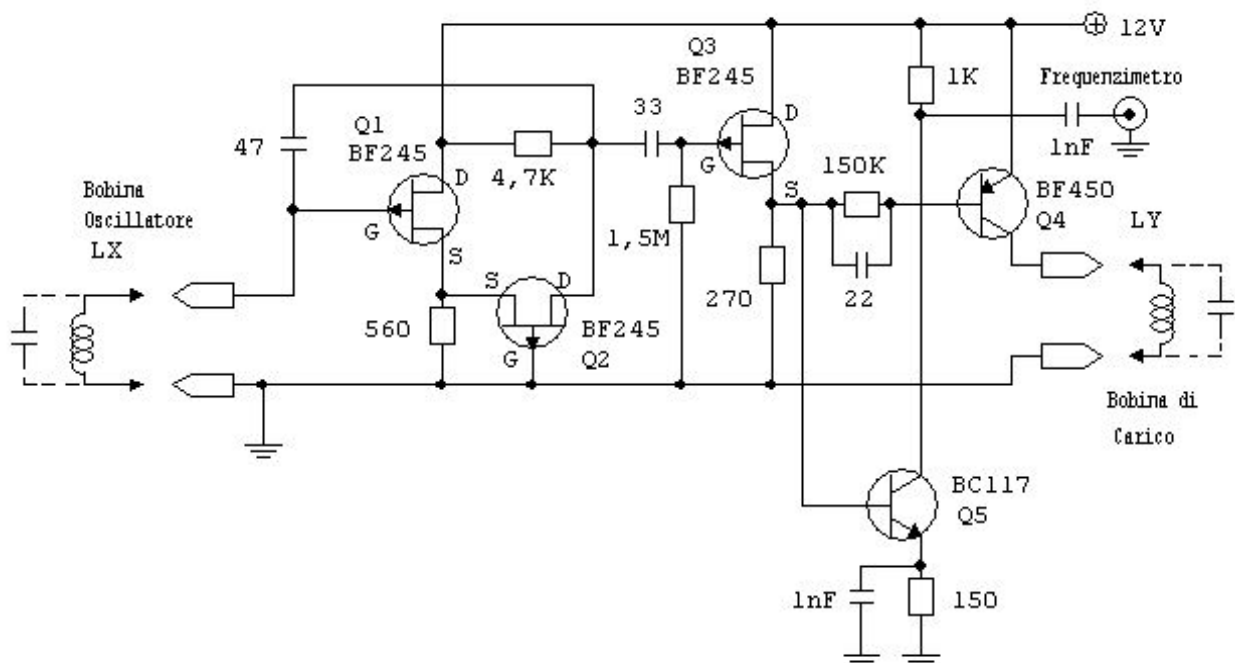 12V
Q3
BF245
1K
Frequenzimetro
D
33
47
Q1
BF245
D
4,7K
G
S
150K
1nF
BF450
Q4
Bobina
Oscillatore
LX
G
S
1,5M
LY
S
D
270
22
560
BF245
G
Q2
Bobina di
Carico
BC117
Q5
1nF
150